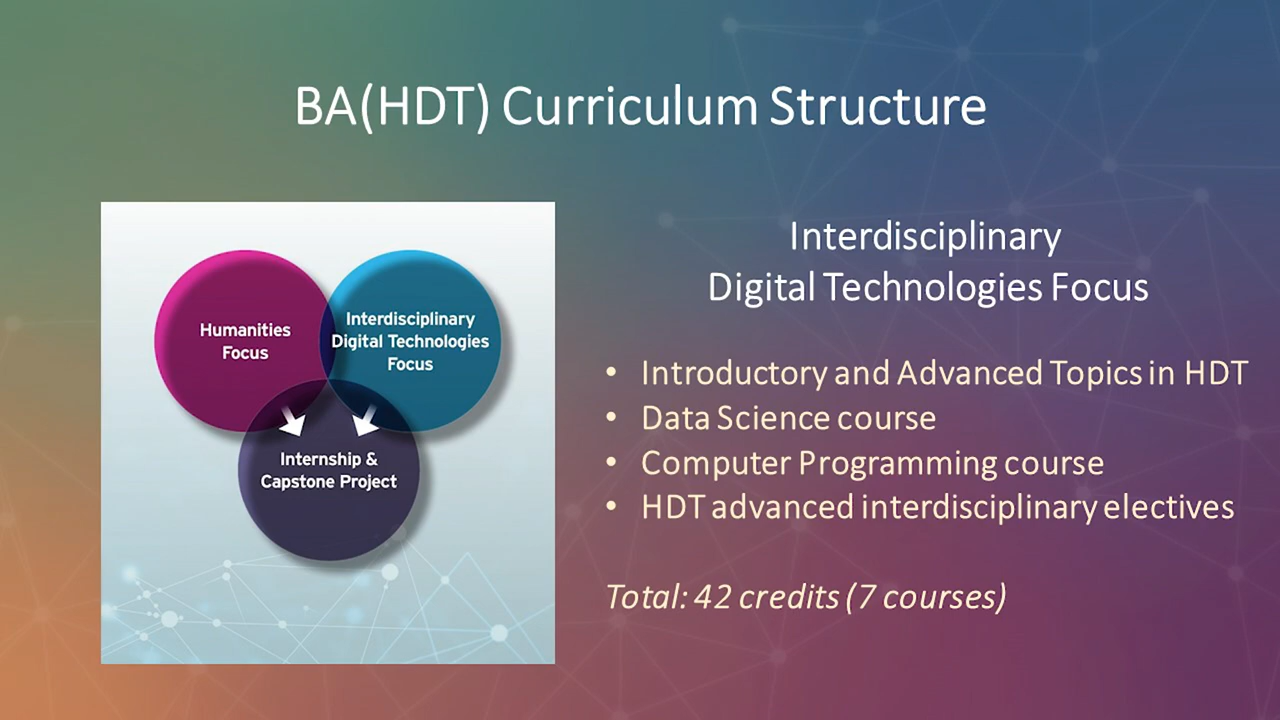 BA(HDT) Curriculum Structure
Humanities
Focus
Interdisciplinary
Digital Technologies
Focus
Internship &
Capstone Project
Interdisciplinary
Digital Technologies Focus
• Introductory and Advanced Topics in HDT
• Data Science course
• Computer Programming course
• HDT advanced interdisciplinary electives
Total: 42 credits (7 courses)